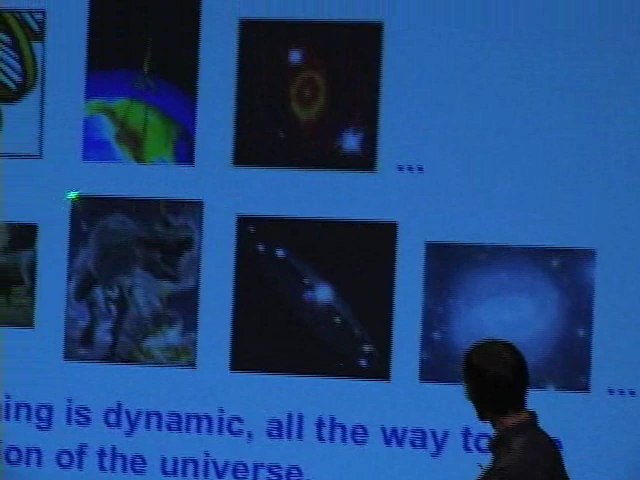 ...
...
ing is dynamic, all the way to
on of the universe.